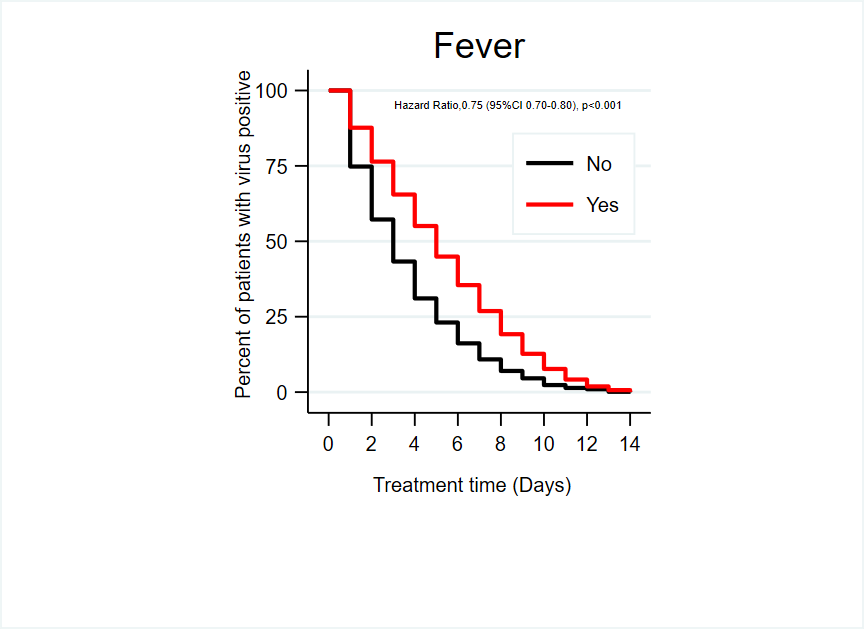 Fever
Hazard Ratio,0.75 (95%CI 0.70-0.80), p<0.001
No
Yes
Percent of patients with virus positive
100
75
50
25
0
0 2 4 6 8 10 12 14
Treatment time (Days)